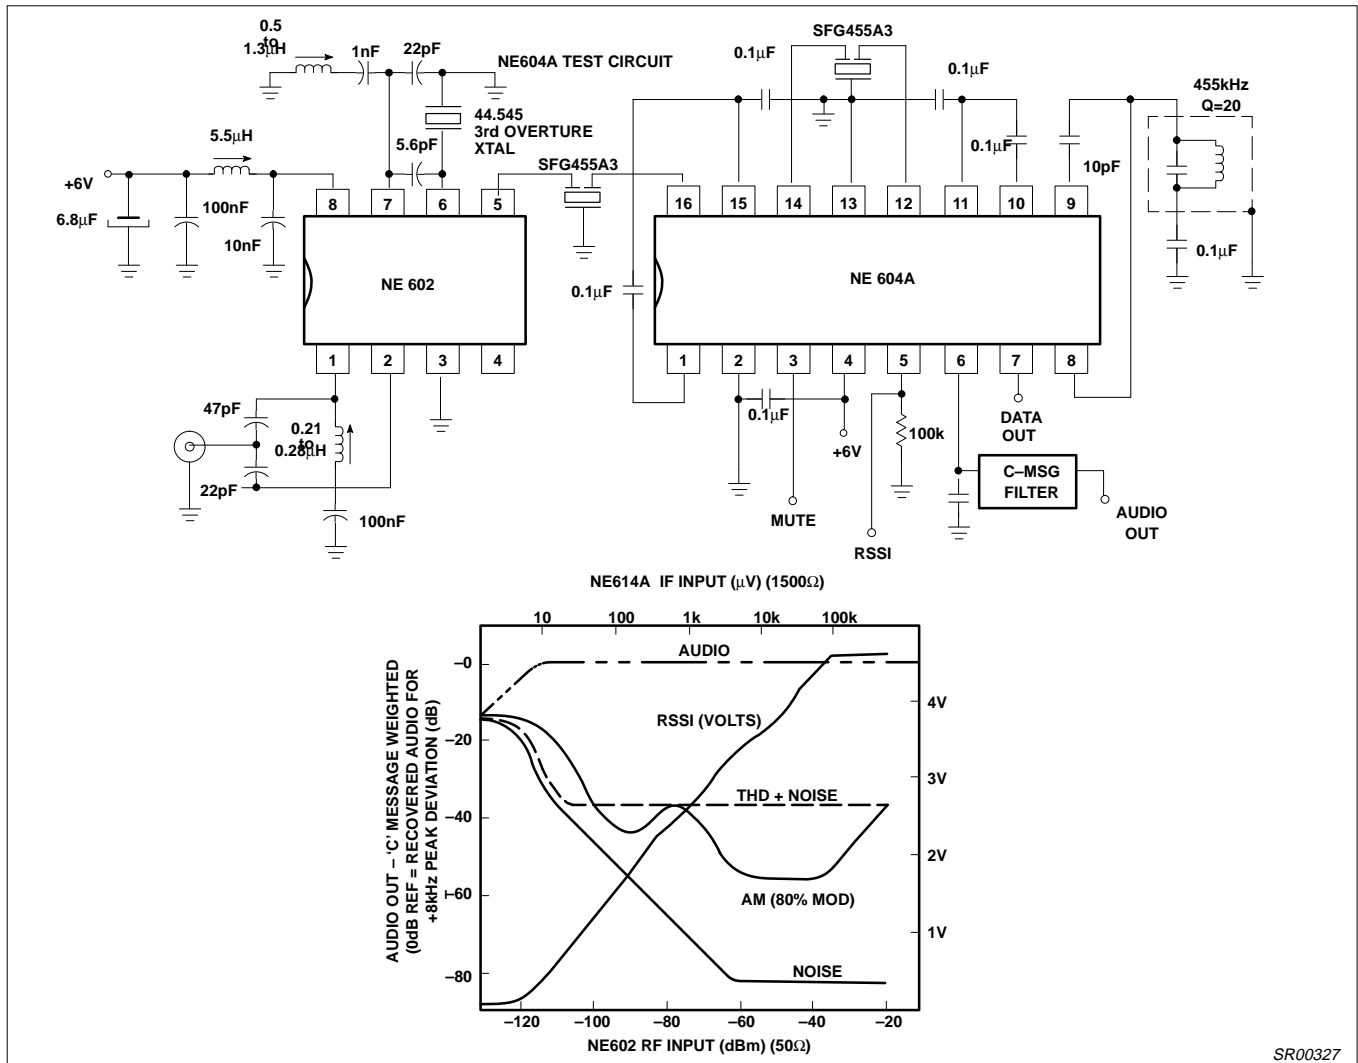 0.5
to
1.3μH
1nF
22pF
NE604A TEST CIRCUIT
44.545
3rd OVERTURE
XTAL
5.6pF
5.5μH
+6V
6.8μF
100nF
10nF
SFG455A3
8
7
6
5
NE 602
1
2
3
4
47pF
0.21
to
0.28μH
22pF
100nF
SFG455A3
0.1μF
0.1μF
0.1μF
10pF
455kHz
Q=20
0.1μF
16
15
14
13
12
11
10
9
0.1μF
NE 604A
1
2
3
4
5
6
7
8
0.1μF
MUTE
+6V
100k
RSSI
DATA
OUT
C–MSG
FILTER
AUDIO
OUT
NE614A IF INPUT (μV) (1500Ω)
10
100
1k
10k
100k
AUDIO OUT – 'C' MESSAGE WEIGHTED
(0dB REF = RECOVERED AUDIO FOR
+8kHz PEAK DEVIATION (dB)
–0
–20
–40
–60
–80
AUDIO
RSSI (VOLTS)
THD + NOISE
AM (80% MOD)
NOISE
4V
3V
2V
1V
–120
–100
–80
–60
–40
–20
NE602 RF INPUT (dBm) (50Ω)
SR00327